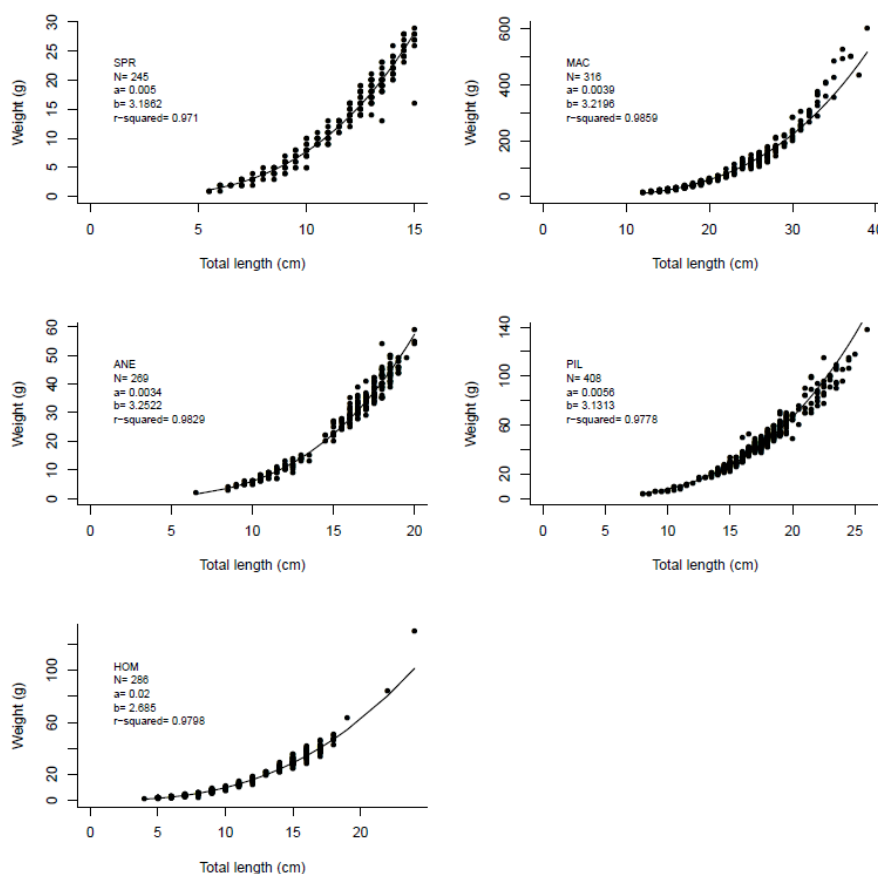 30
25
20
15
10
5
0
Weight (g)
SPR
N= 245
a= 0.005
b= 3.1862
r−squared= 0.971
0 5 10 15
Total length (cm)
600
400
200
0
Weight (g)
MAC
N= 316
a= 0.0039
b= 3.2196
r−squared= 0.9859
0 10 20 30 40
Total length (cm)
60
50
40
30
20
10
0
Weight (g)
ANE
N= 269
a= 0.0034
b= 3.2522
r−squared= 0.9829
0 5 10 15 20
Total length (cm)
140
100
60
20
0
Weight (g)
PIL
N= 408
a= 0.0056
b= 3.1313
r−squared= 0.9778
0 5 10 15 20 25
Total length (cm)
100
60
20
0
Weight (g)
HOM
N= 286
a= 0.02
b= 2.685
r−squared= 0.9798
0 5 10 15 20
Total length (cm)